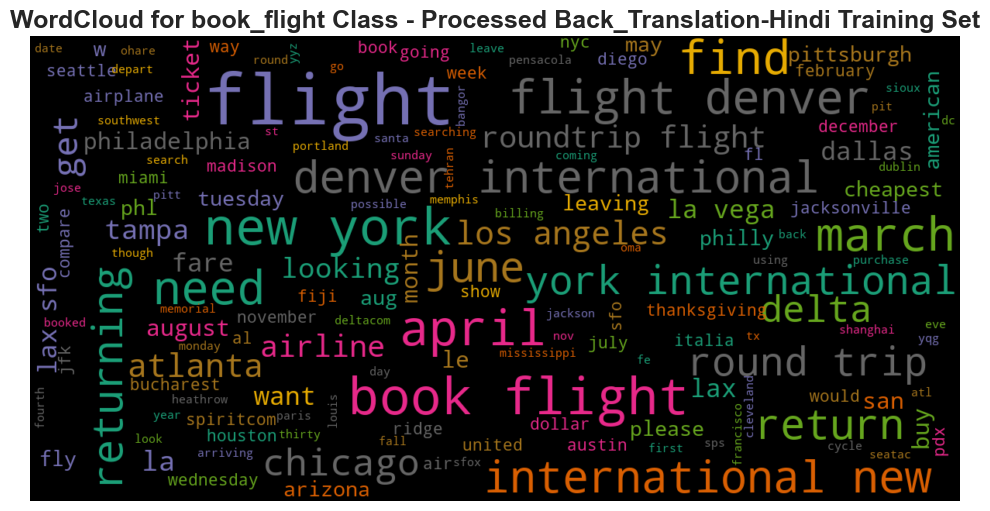 WordCloud for book_flight Class - Processed Back_Translation-Hindi Training Set
date
ohare
w
seattle
depart
airplane
southwest
get
philadelphia
search
miami
jose
pitt
texas
two
phl
tampa
compare
though
ticket
way
round
yyz
go
book
going
week
flight
st
santa
portland
madison
tuesday
possible
searching
sunday
tehran
bangor
leave
pensacola
nyc
diego
may
find
pittsburgh
february
sioux
pit
flight denver
american
december
dc
roundtrip flight
fl
dallas
coming
dublin
denver international
cheapest
memphis
leaving
billing
la vega
jacksonville
new york
los angeles
oma
philly
back
march
fare
looking
month
june
using
purchase
york international
need
aug
fiji
show
lax sfo
returning
memorial
booked
november
deltacom
jackson
sfo
thanksgiving
delta
eve
august
al
april
nov
july
italia
shanghai
yqg
jfk
monday
airline
le
mississippi
tx
atlanta
day
fe
round trip
bucharest
heathrow
want
book flight
lax
would
san
atl
fourth
year
paris
louis
spiritcom
dollar
please
francisco
cleveland
return
buy
pdx
look
houston
thirty
ridge
fall
united
austin
first
sps
cycle
seatac
fly
la
arriving
chicago
air
sfox
wednesday
arizona
international new